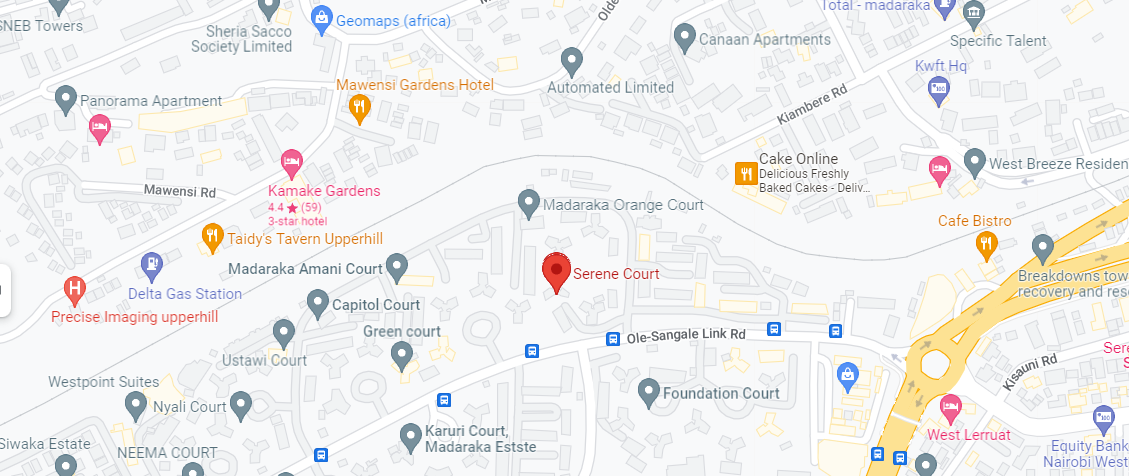 SNEB Towers
Sheria Sacco
Society Limited
Geomaps (africa)
Olde
Canaan Apartments
Total - madaraka
Specific Talent
Kwft Hq
Mawensi Gardens Hotel
Automated Limited
Panorama Apartment
Kiambere Rd
Cake Online
Delicious Freshly
Baked Cakes - Deliv...
West Breeze Residen
Mawensi Rd
Kamake Gardens
4.4 ★ (59)
3-star hotel
Madaraka Orange Court
Taidy's Tavern Upperhill
Cafe Bistro
Madaraka Amani Court
Serene Court
Breakdowns tow
recovery and res
Delta Gas Station
H
Precise Imaging upperhill
Capitol Court
Green court
Ole-Sangale Link Rd
Ustawi Court
Kisauni Rd
Sere
S
Westpoint Suites
Nyali Court
Foundation Court
Karuri Court,
Madaraka Estste
West Lerruat
Siwaka Estate
NEEMA COURT
Equity Bank
Nairobi West